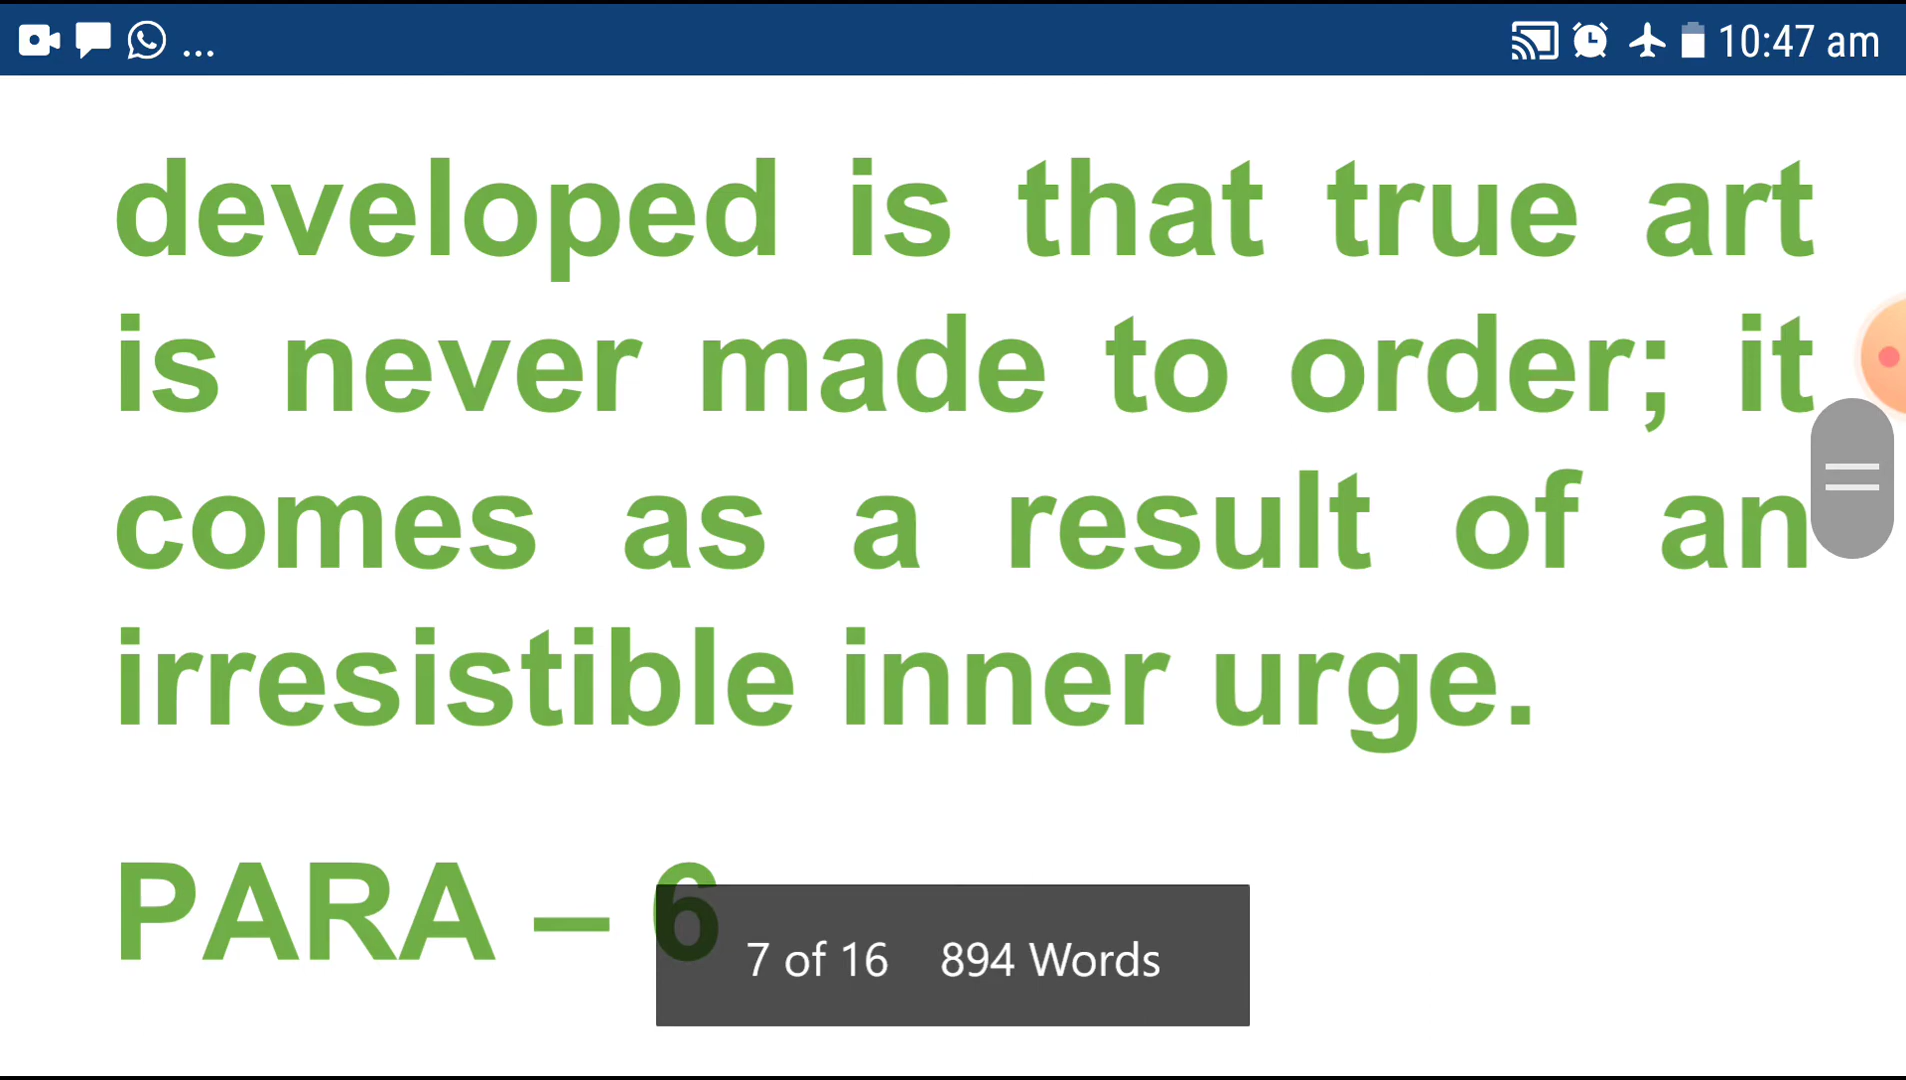 ... 10:47 am
developed is that true art
is never made to order; it
comes as a result of an
irresistible inner urge.
PARA – 6
7 of 16 894 Words